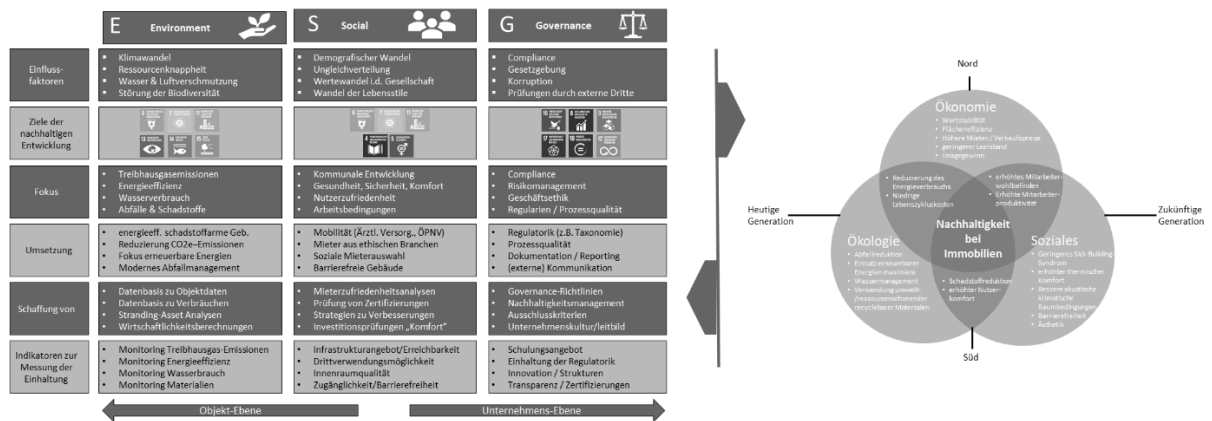 E Environment
S Social
G Governance
Einfluss-
faktoren
Klimawandel
Ressourcenknappheit
Wasser & Luftverschmutzung
Störung der Biodiversität
Demografischer Wandel
Ungleichverteilung
Wertewandel i.d. Gesellschaft
Wandel der Lebensstile
Compliance
Gesetzgebung
Korruption
Prüfungen durch externe Dritte
Ziele der
nachhaltigen
Entwicklung
Fokus
Treibhausgasemissionen
Energieeffizienz
Wasserverbrauch
Abfälle & Schadstoffe
Kommunale Entwicklung
Gesundheit, Sicherheit, Komfort
Nutzerzufriedenheit
Arbeitsbedingungen
Compliance
Risikomanagement
Geschäftsethik
Regularien / Prozessqualität
Umsetzung
energieeff. schadstoffarme Geb.
Reduzierung CO2e–Emissionen
Fokus erneuerbare Energien
Modernes Abfallmanagement
Mobilität (Ärztl. Versorg., ÖPNV)
Mieter aus ethischen Branchen
Soziale Mieterauswahl
Barrierefreie Gebäude
Regulatorik (z.B. Taxonomie)
Prozessqualität
Dokumentation / Reporting
(externe) Kommunikation
Schaffung von
Datenbasis zu Objektdaten
Datenbasis zu Verbräuchen
Stranding-Asset Analysen
Wirtschaftlichkeitsberechnungen
Mieterzufriedenheitsanalysen
Prüfung von Zertifizierungen
Strategien zu Verbesserungen
Investitionsprüfungen „Komfort"
Governance-Richtlinien
Nachhaltigkeitsmanagement
Ausschlusskriterien
Unternehmenskultur/leitbild
Indikatoren zur
Messung der
Einhaltung
Monitoring Treibhausgas-Emissionen
Monitoring Energieeffizienz
Monitoring Wasserbrauch
Monitoring Materialien
Infrastrukturangebot/Erreichbarkeit
Drittverwendungsmöglichkeit
Innenraumqualität
Zugänglichkeit/Barrierefreiheit
Schulungsangebot
Einhaltung der Regulatorik
Innovation / Strukturen
Transparenz / Zertifizierungen
Objekt-Ebene
Unternehmens-Ebene
Nord
Ökonomie
Wertstabilität
Flächeneffizienz
Höhere Mieten / Verkaufspreise
geringerer Leerstand
Imagegewinn
Reduzierung des
Energieverbrauchs
Niedrige
Lebenszykluskosten
erhöhtes Mitarbeiter-
wohlbefinden
Erhöhte Mitarbeiter-
produktivität
Heutige
Generation
Zukünftige
Generation
Nachhaltigkeit
bei
Immobilien
Ökologie
Abfallreduktion
Einsatz erneuerbarer
Energien maximiere
Wassermanagement
Verwendung umwelt-
/ressourcenschonender
recyclebarer Materialien
Soziales
Geringeres Sick-Building-
Syndrom
erhöhter thermischer
Komfort
Bessere akustische
klimatische
Raumbedingungen
Barrierefreiheit
Ästhetik
Schadstoffreduktion
erhöhter Nutzer-
komfort
Süd